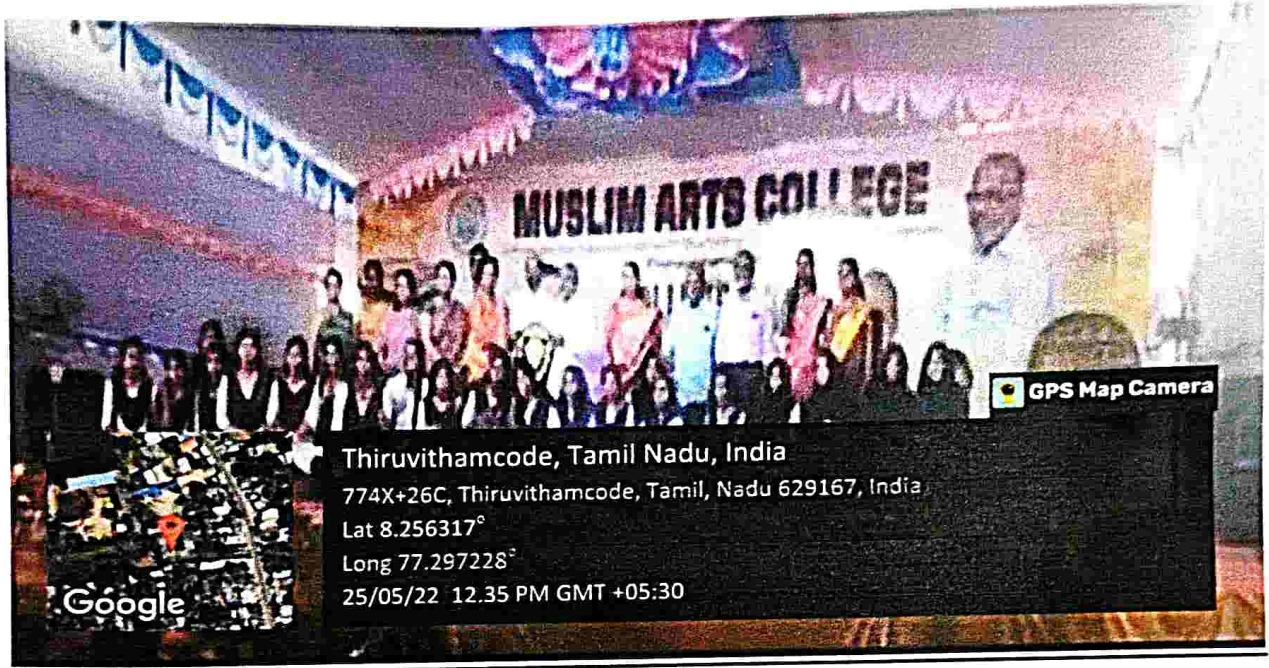 MUSLIM ARTS COLLEGE
GPS Map Camera
Thiruvithamcode, Tamil Nadu, India
774X+26C, Thiruvithamcode, Tamil, Nadu 629167, India
Lat 8.256317°
Long 77.297228°
25/05/22 12.35 PM GMT +05:30
Google